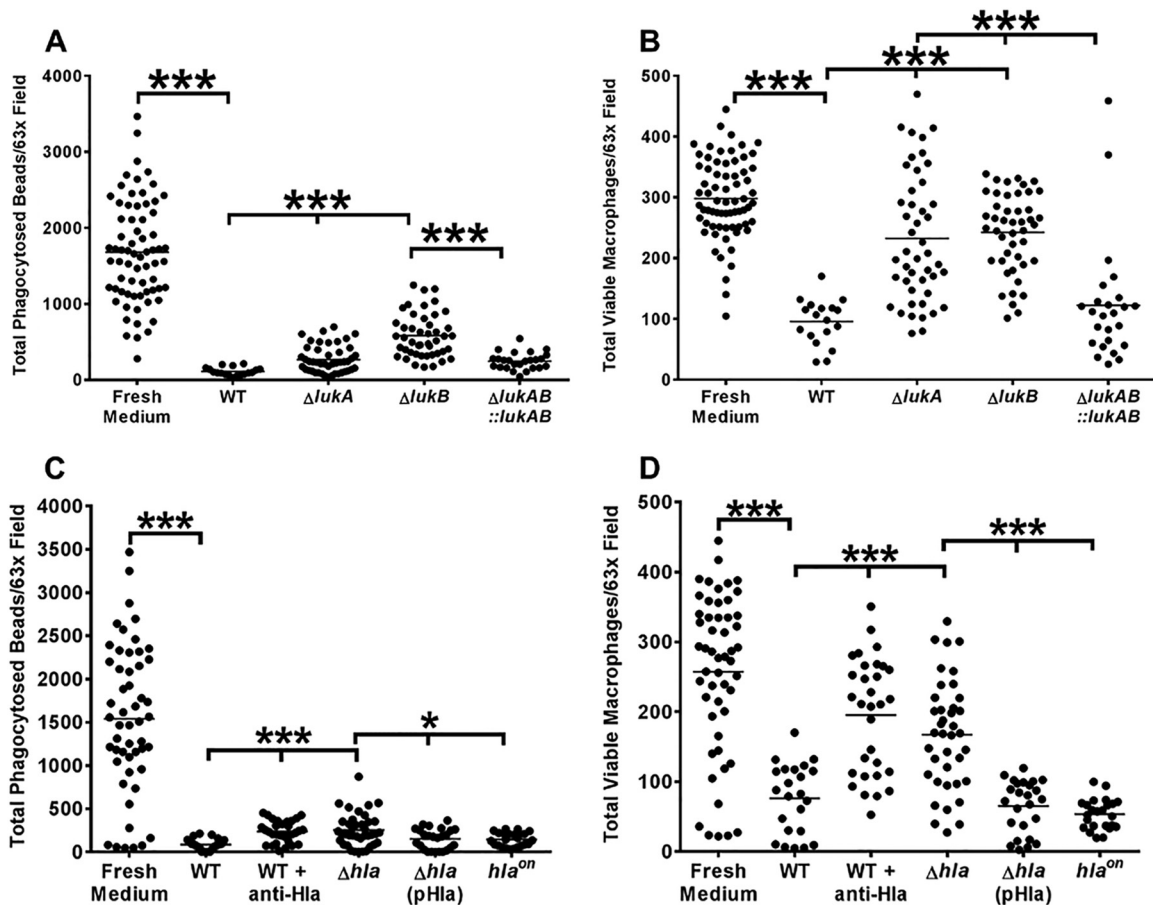 A
Total Phagocytosed Beads/63x Field
4000
3000
2000
1000
0
***
***
***
Fresh Medium
WT
ΔlukA
ΔlukB
ΔlukAB ::lukAB
B
Total Viable Macrophages/63x Field
500
400
300
200
100
0
***
***
***
Fresh Medium
WT
ΔlukA
ΔlukB
ΔlukAB ::lukAB
C
Total Phagocytosed Beads/63x Field
4000
3500
3000
2500
2000
1500
1000
500
0
***
***
*
Fresh Medium
WT
WT + anti-Hla
Δhla
Δhla (pHla)
hlaᵒⁿ
D
Total Viable Macrophages/63x Field
500
400
300
200
100
0
***
***
***
Fresh Medium
WT
WT + anti-Hla
Δhla
Δhla (pHla)
hlaᵒⁿ